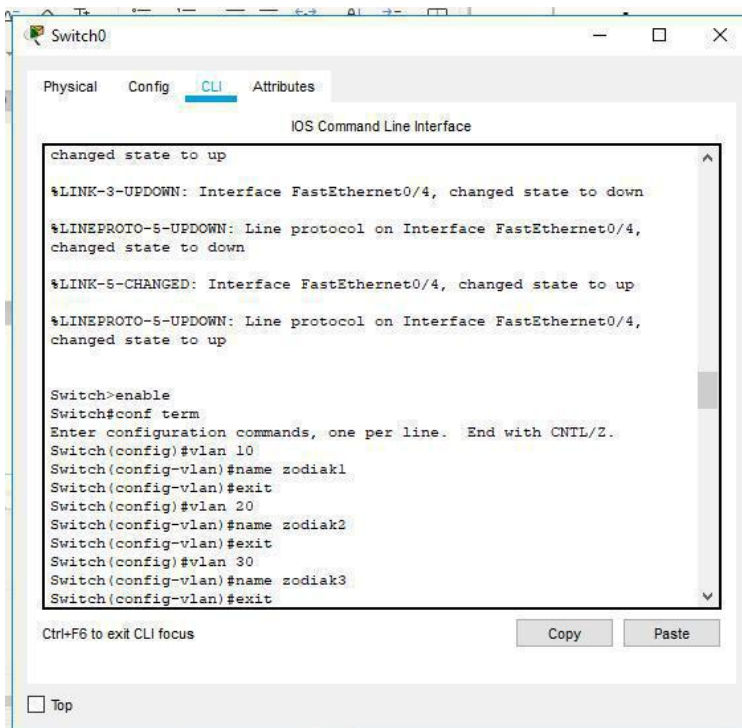 Switch0
Physical Config CLI Attributes
IOS Command Line Interface
changed state to up
%LINK-3-UPDOWN: Interface FastEthernet0/4, changed state to down
%LINEPROTO-5-UPDOWN: Line protocol on Interface FastEthernet0/4,
changed state to down
%LINK-5-CHANGED: Interface FastEthernet0/4, changed state to up
%LINEPROTO-5-UPDOWN: Line protocol on Interface FastEthernet0/4,
changed state to up
Switch>enable
Switch#conf term
Enter configuration commands, one per line.  End with CNTL/Z.
Switch(config)#vlan 10
Switch(config-vlan)#name zodiak1
Switch(config-vlan)#exit
Switch(config)#vlan 20
Switch(config-vlan)#name zodiak2
Switch(config-vlan)#exit
Switch(config)#vlan 30
Switch(config-vlan)#name zodiak3
Switch(config-vlan)#exit
Ctrl+F6 to exit CLI focus
Copy Paste
Top